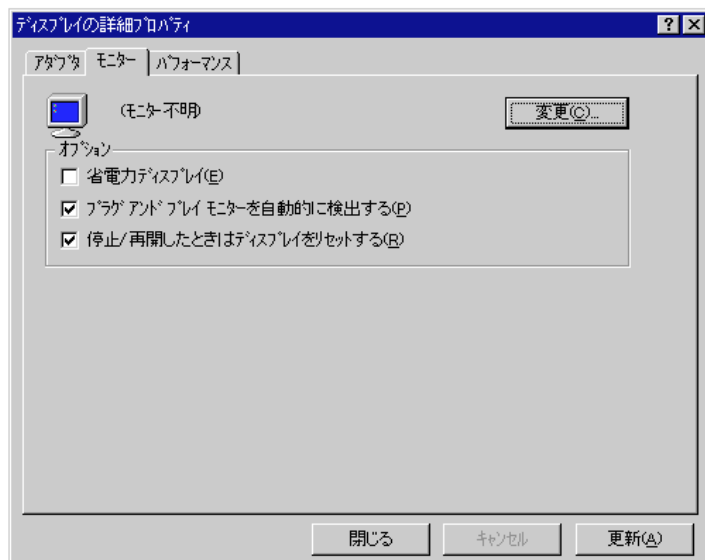 ディスプレイの詳細プロパティ
アダプタ モニター パフォーマンス
(モニター不明) 変更(C)...
オプション
省電力ディスプレイ(E)
プラグ アンド プレイ モニターを自動的に検出する(P)
停止/再開したときはディスプレイをリセットする(R)
閉じる キャンセル 更新(A)